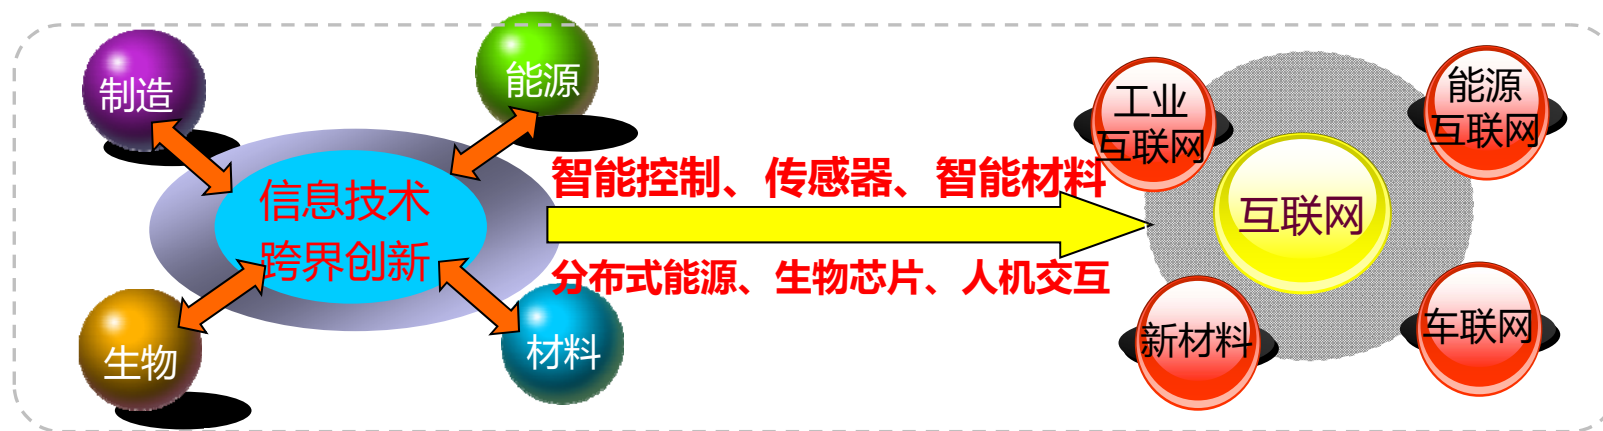 制造
能源
信息技术
跨界创新
生物
材料
智能控制、传感器、智能材料
分布式能源、生物芯片、人机交互
工业
互联网
能源
互联网
互联网
新材料
车联网